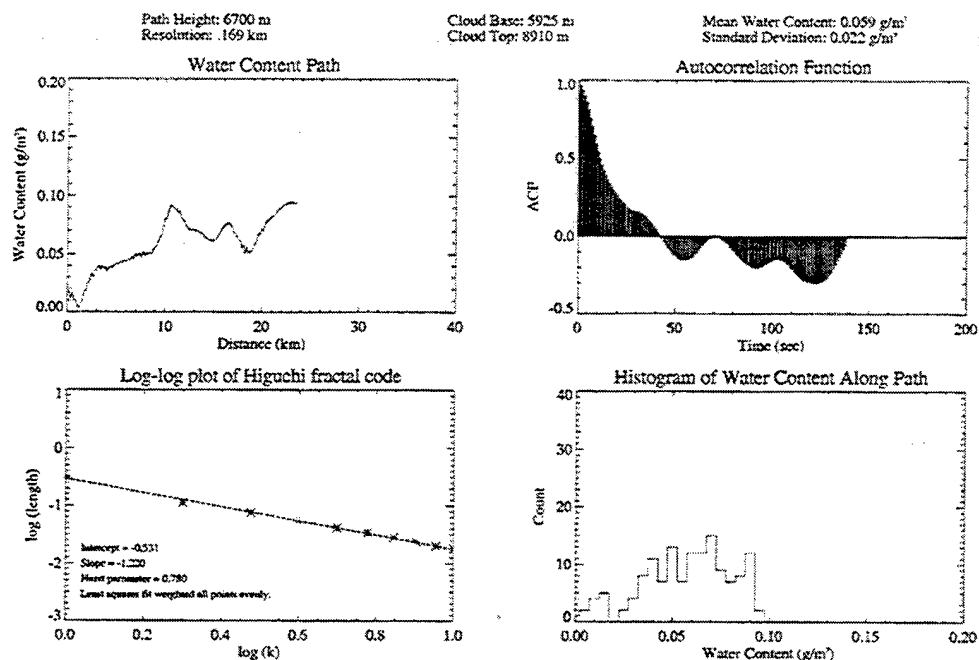 Path Height: 6700 m
Resolution: .169 km
Cloud Base: 5925 m
Cloud Top: 8910 m
Mean Water Content: 0.059 g/m³
Standard Deviation: 0.022 g/m³
Water Content Path
0.20
0.15
0.10
0.05
0.00
Water Content (g/m³)
0 10 20 30 40
Distance (km)
Autocorrelation Function
1.0
0.5
0.0
-0.5
ACF
0 50 100 150 200
Time (sec)
Log-log plot of Higuchi fractal code
1
0
-1
-2
-3
log (length)
Intercept = -0.531
Slope = -1.220
Hurst parameter = 0.780
Least squares fit weighted all points evenly.
0.0 0.2 0.4 0.6 0.8 1.0
log (k)
Histogram of Water Content Along Path
40
30
20
10
0
Count
0.00 0.05 0.10 0.15 0.20
Water Content (g/m³)